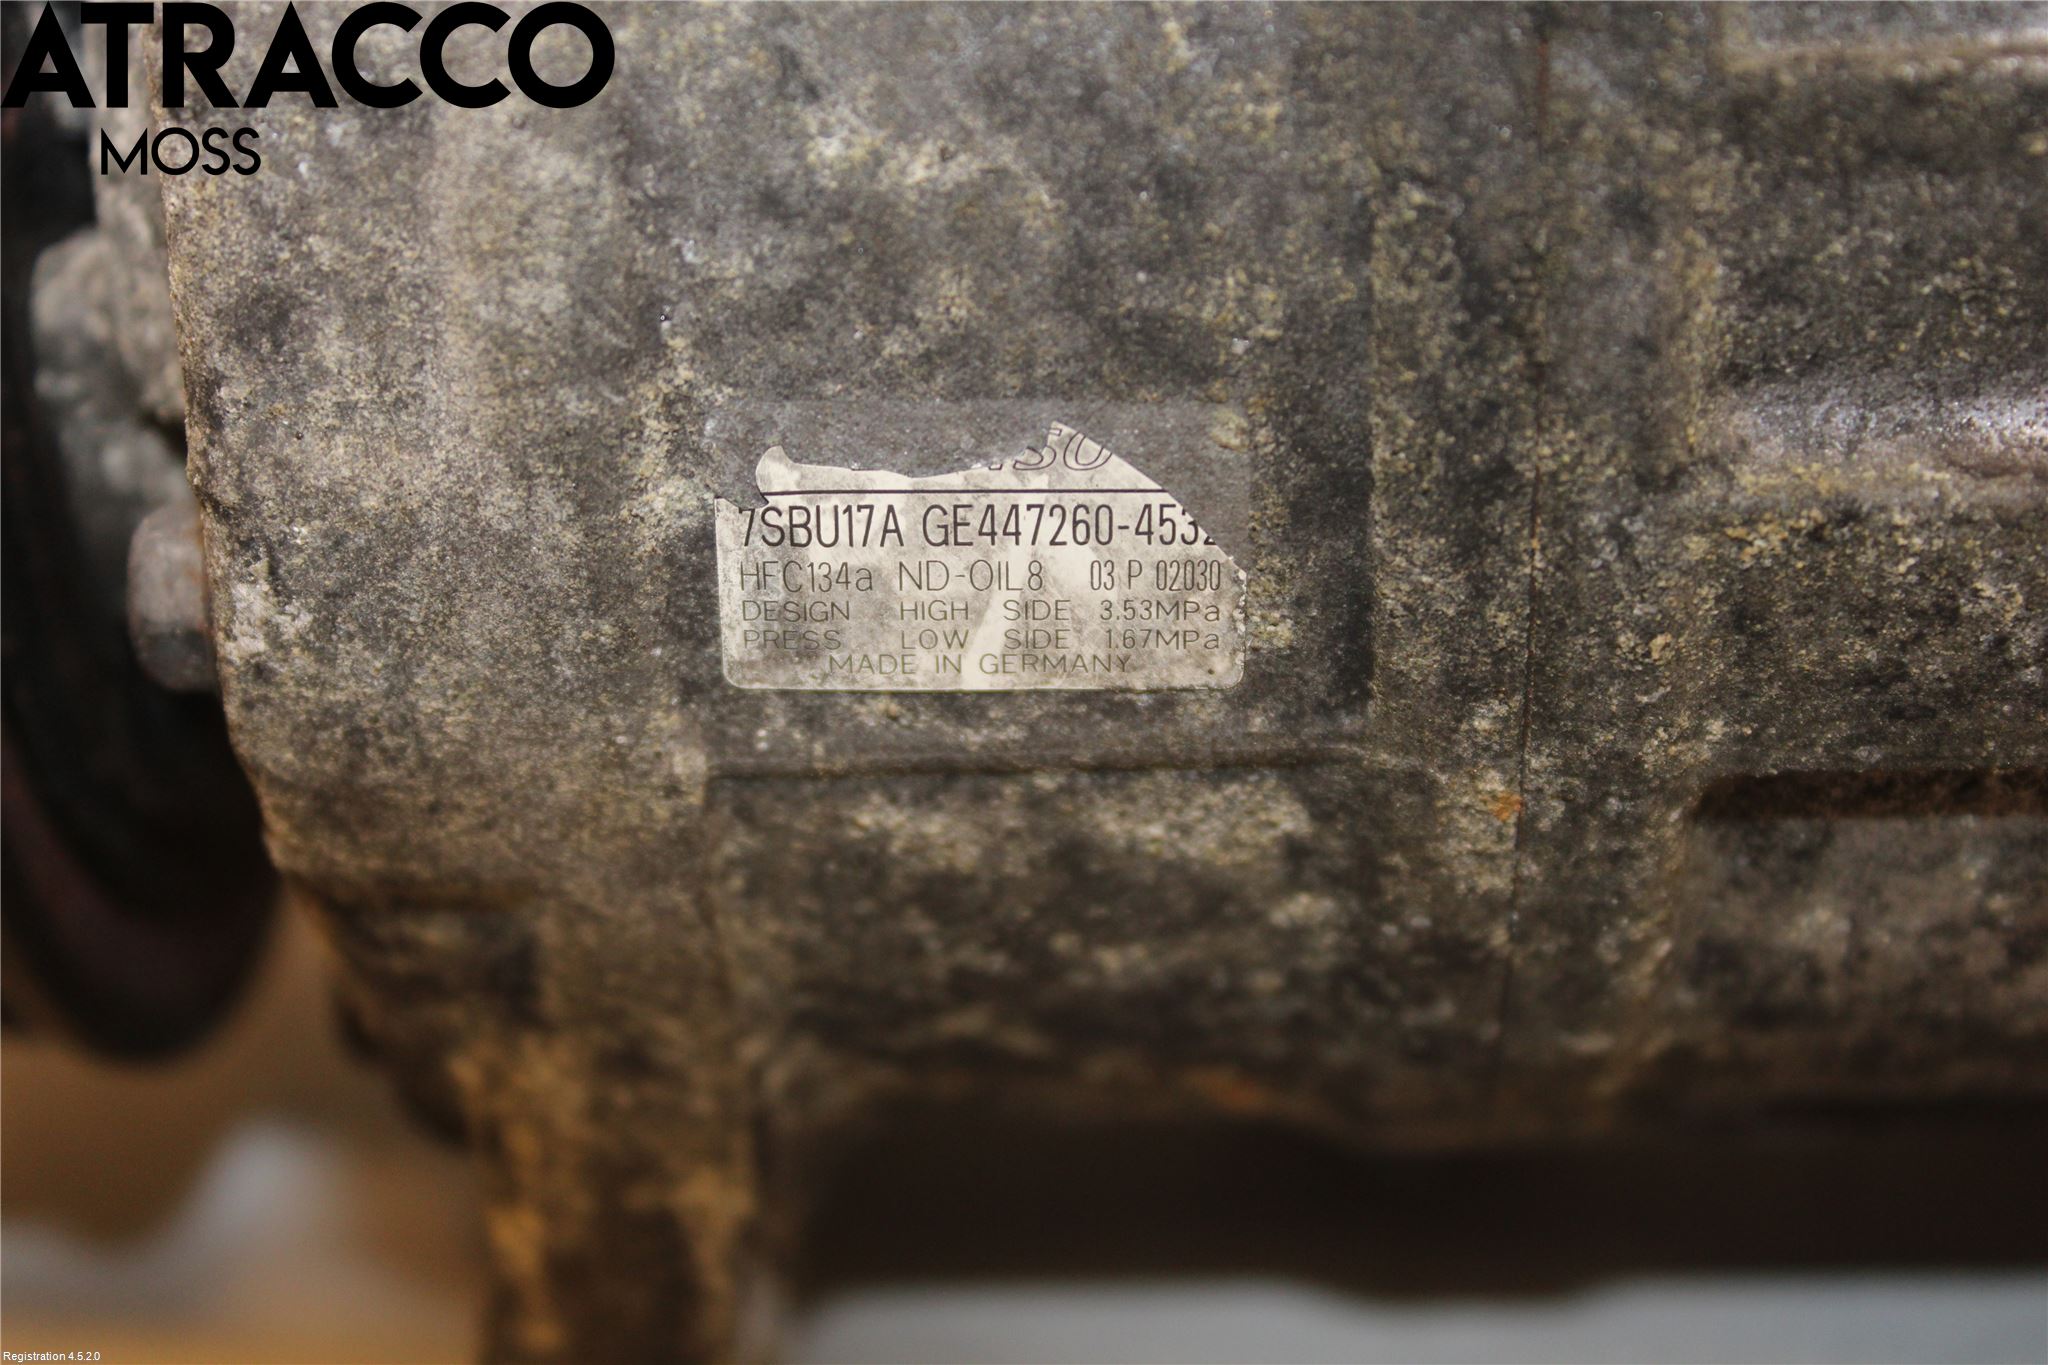 ATRACCO
MOSS
7SBU17A GE447260-4532
HFC134a ND-OIL8 03 P 02030
DESIGN HIGH SIDE 3.53MPa
PRESS LOW SIDE 1.67MPa
MADE IN GERMANY
Registration 4.5.2.0